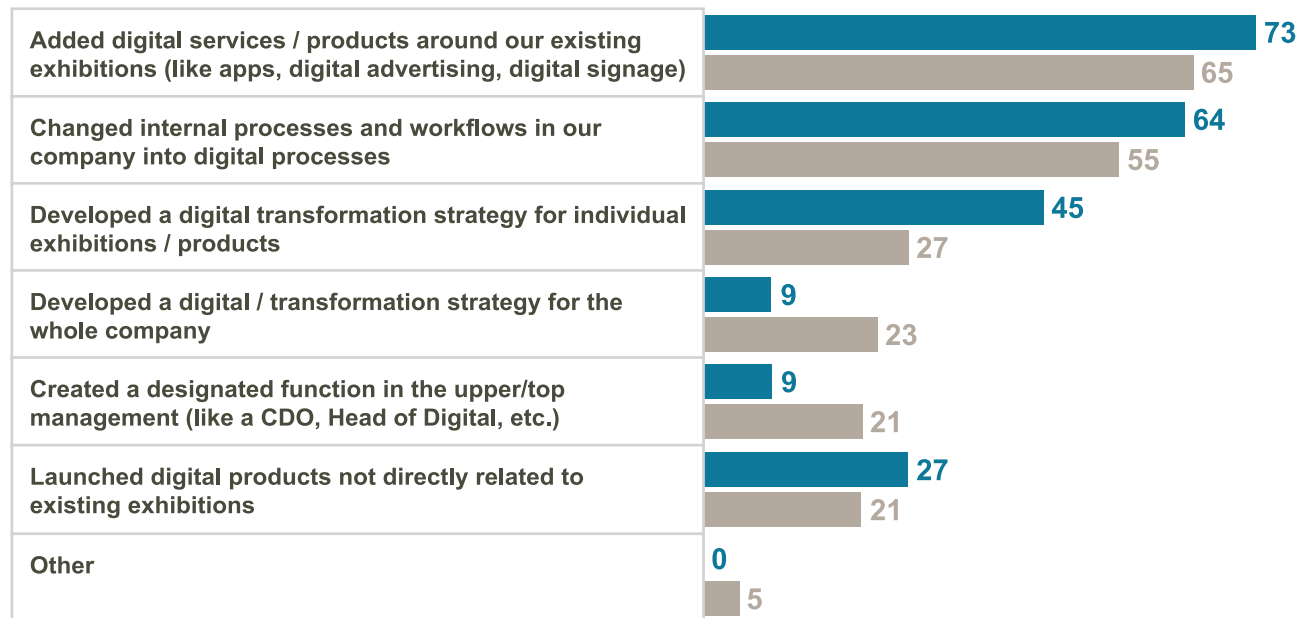 Added digital services / products around our existing
exhibitions (like apps, digital advertising, digital signage)
73
65
Changed internal processes and workflows in our
company into digital processes
64
55
Developed a digital transformation strategy for individual
exhibitions / products
45
27
Developed a digital / transformation strategy for the
whole company
9
23
Created a designated function in the upper/top
management (like a CDO, Head of Digital, etc.)
9
21
Launched digital products not directly related to
existing exhibitions
27
21
Other
0
5